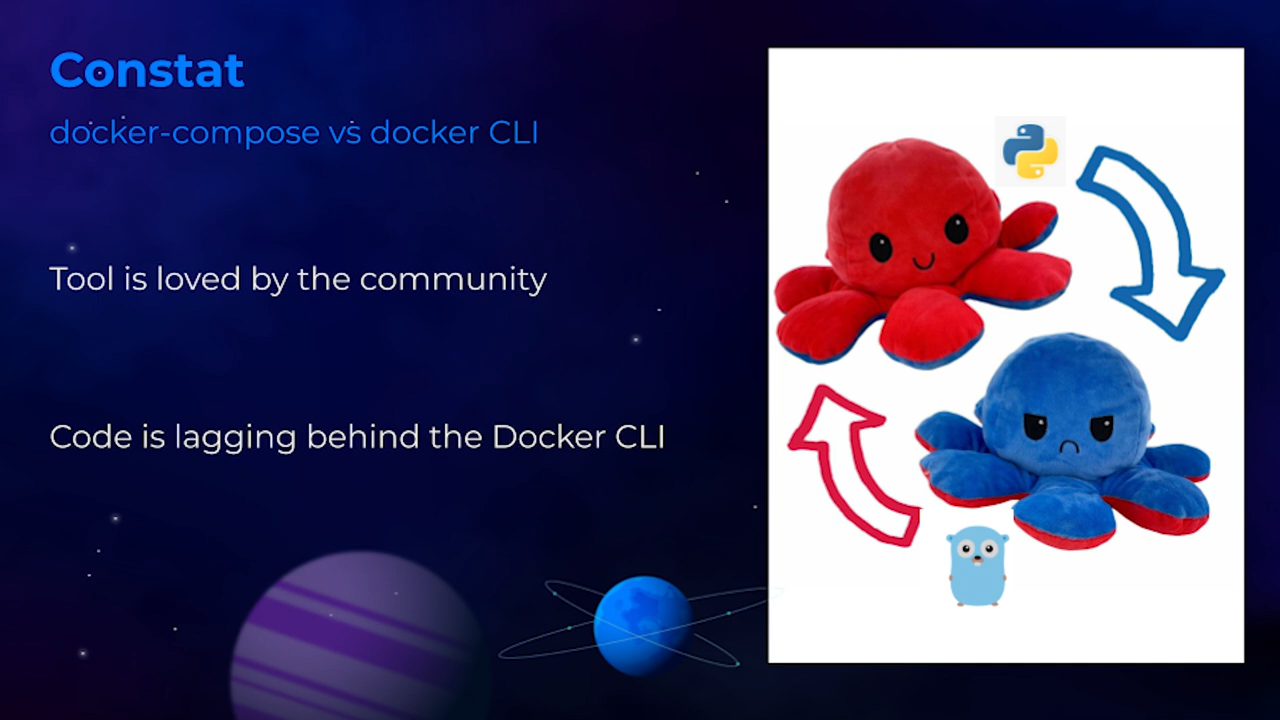 Constat
docker-compose vs docker CLI
Tool is loved by the community
Code is lagging behind the Docker CLI